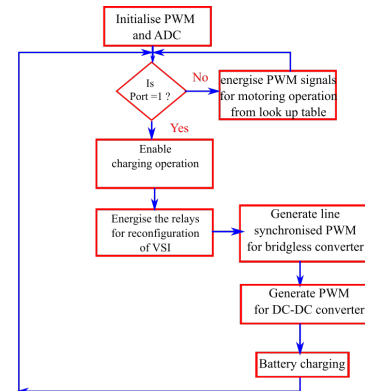 Initialise PWM
and ADC
Is
Port =1 ?
No
energise PWM signals
for motoring operation
from look up table
Yes
Enable
charging operation
Energise the relays
for reconfiguration
of VSI
Generate line
synchronised PWM
for bridgless converter
Generate PWM
for DC-DC converter
Battery charging